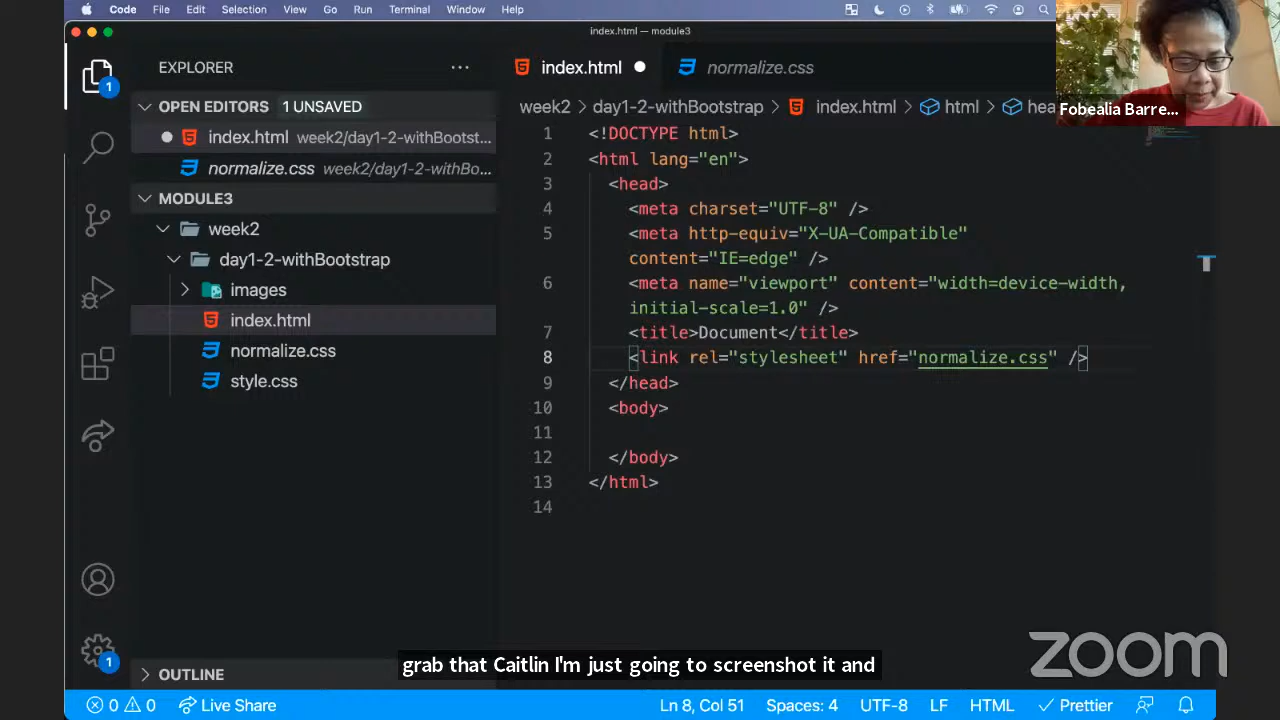 Code File Edit Selection View Go Run Terminal Window Help
index.html — module3
EXPLORER ···
index.html ● normalize.css
OPEN EDITORS 1 UNSAVED
index.html week2/day1-2-withBootst...
normalize.css week2/day1-2-withBo...
MODULE3
week2
day1-2-withBootstrap
images
index.html
normalize.css
style.css
OUTLINE
1
1
week2 > day1-2-withBootstrap > index.html > html > hea
1 <!DOCTYPE html>
2 <html lang="en">
3 <head>
4 <meta charset="UTF-8" />
5 <meta http-equiv="X-UA-Compatible"
content="IE=edge" />
6 <meta name="viewport" content="width=device-width,
initial-scale=1.0" />
7 <title>Document</title>
8 <link rel="stylesheet" href="normalize.css" />
9 </head>
10 <body>
11
12 </body>
13 </html>
14
Fobealia Barre...
grab that Caitlin I'm just going to screenshot it and
zoom
0 0 Live Share Ln 8, Col 51 Spaces: 4 UTF-8 LF HTML Prettier